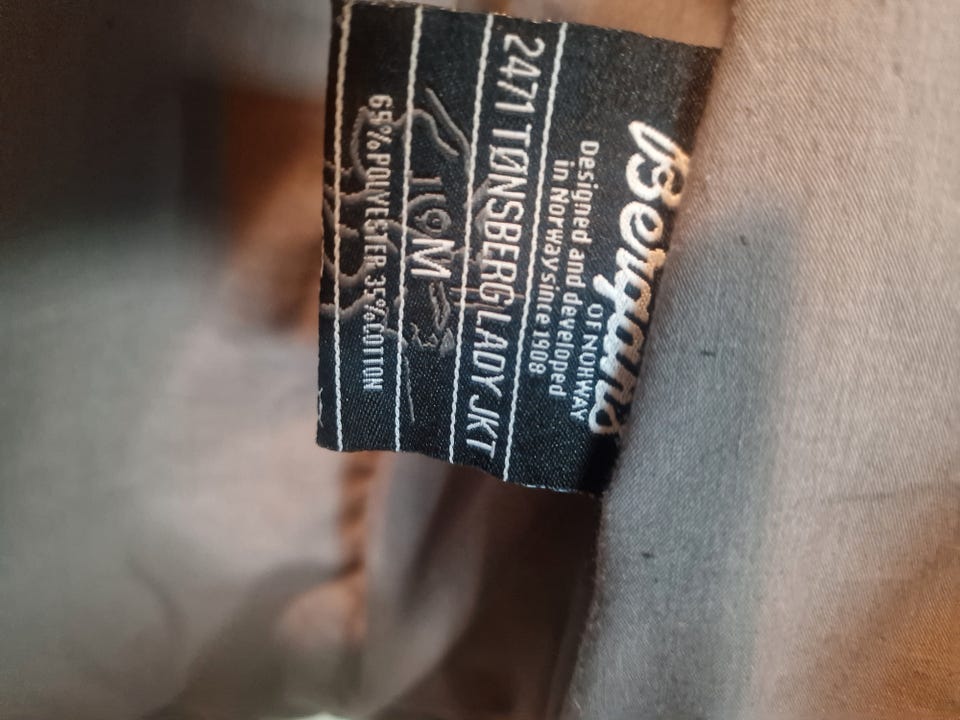 Bergans
OF NORWAY
Designed and developed
in Norway since 1908
2471 TØNSBERG LADY JKT
M
65% POLYESTER 35% COTTON